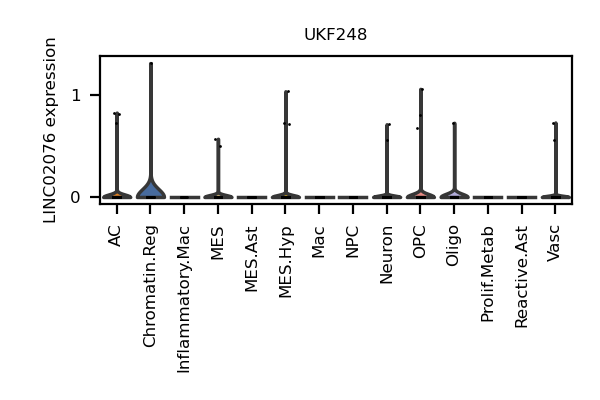 UKF248
LINC02076 expression
1
0
AC
Chromatin.Reg
Inflammatory.Mac
MES
MES.Ast
MES.Hyp
Mac
NPC
Neuron
OPC
Oligo
Prolif.Metab
Reactive.Ast
Vasc